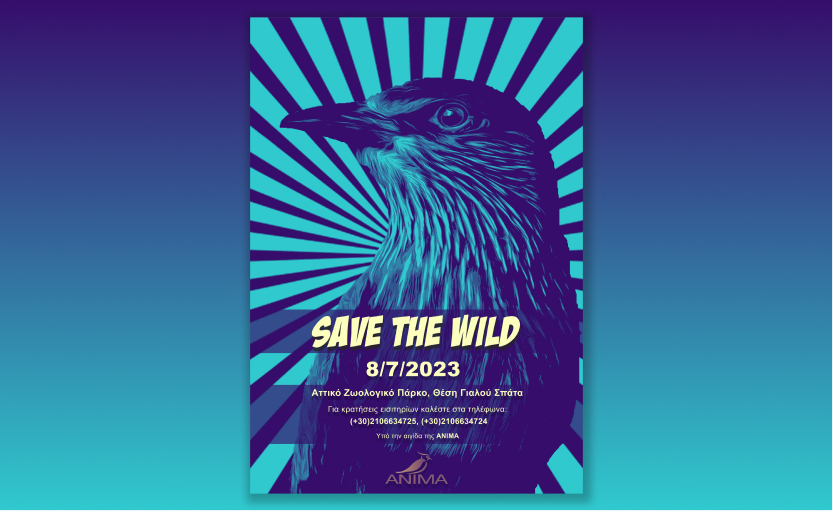 SAVE THE WILD
8/7/2023
Αττικό Ζωολογικό Πάρκο, Θέση Γιαλού Σπάτα
Για κρατήσεις εισιτηρίων καλέστε στα τηλέφωνα:
(+30)2106634725, (+30)2106634724
Υπό την αιγίδα της ANIMA
ANIMA